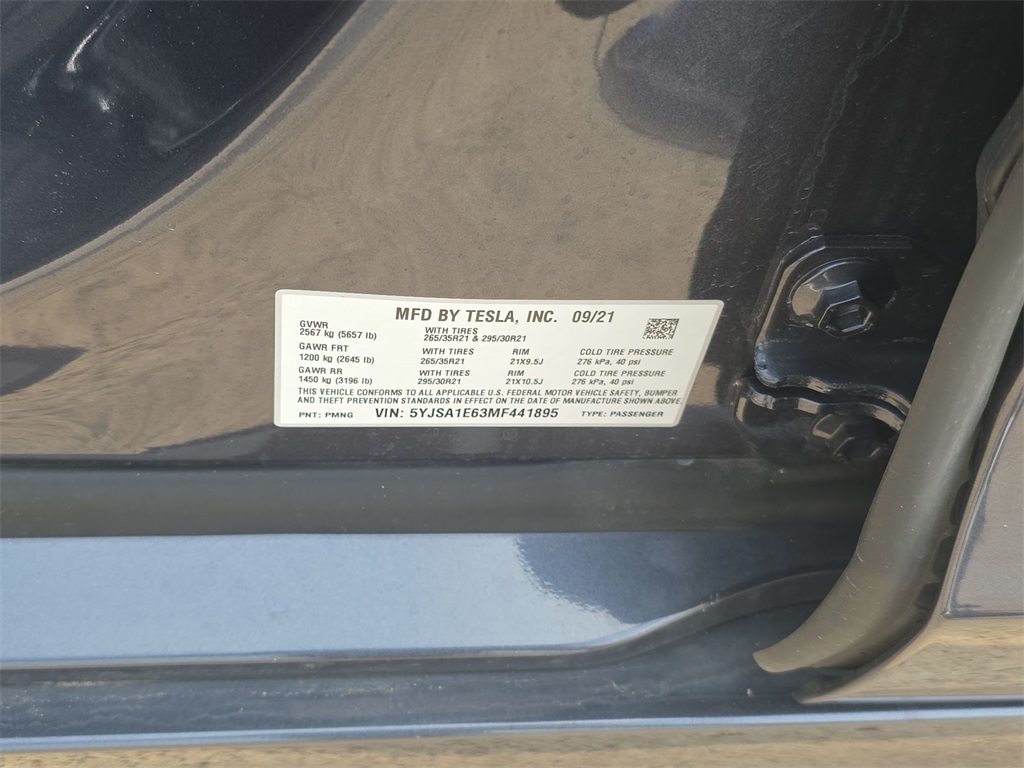 MFD BY TESLA, INC. 09/21
GVWR
2567 kg (5657 lb)
WITH TIRES
265/35R21 & 295/30R21
GAWR FRT
1200 kg (2645 lb)
WITH TIRES
265/35R21
RIM
21X9.5J
COLD TIRE PRESSURE
276 kPa, 40 psi
GAWR RR
1450 kg (3196 lb)
WITH TIRES
295/30R21
RIM
21X10.5J
COLD TIRE PRESSURE
276 kPa, 40 psi
THIS VEHICLE CONFORMS TO ALL APPLICABLE U.S. FEDERAL MOTOR VEHICLE SAFETY, BUMPER
AND THEFT PREVENTION STANDARDS IN EFFECT ON THE DATE OF MANUFACTURE SHOWN ABOVE.
PNT: PMNG VIN: 5YJSA1E63MF441895 TYPE: PASSENGER